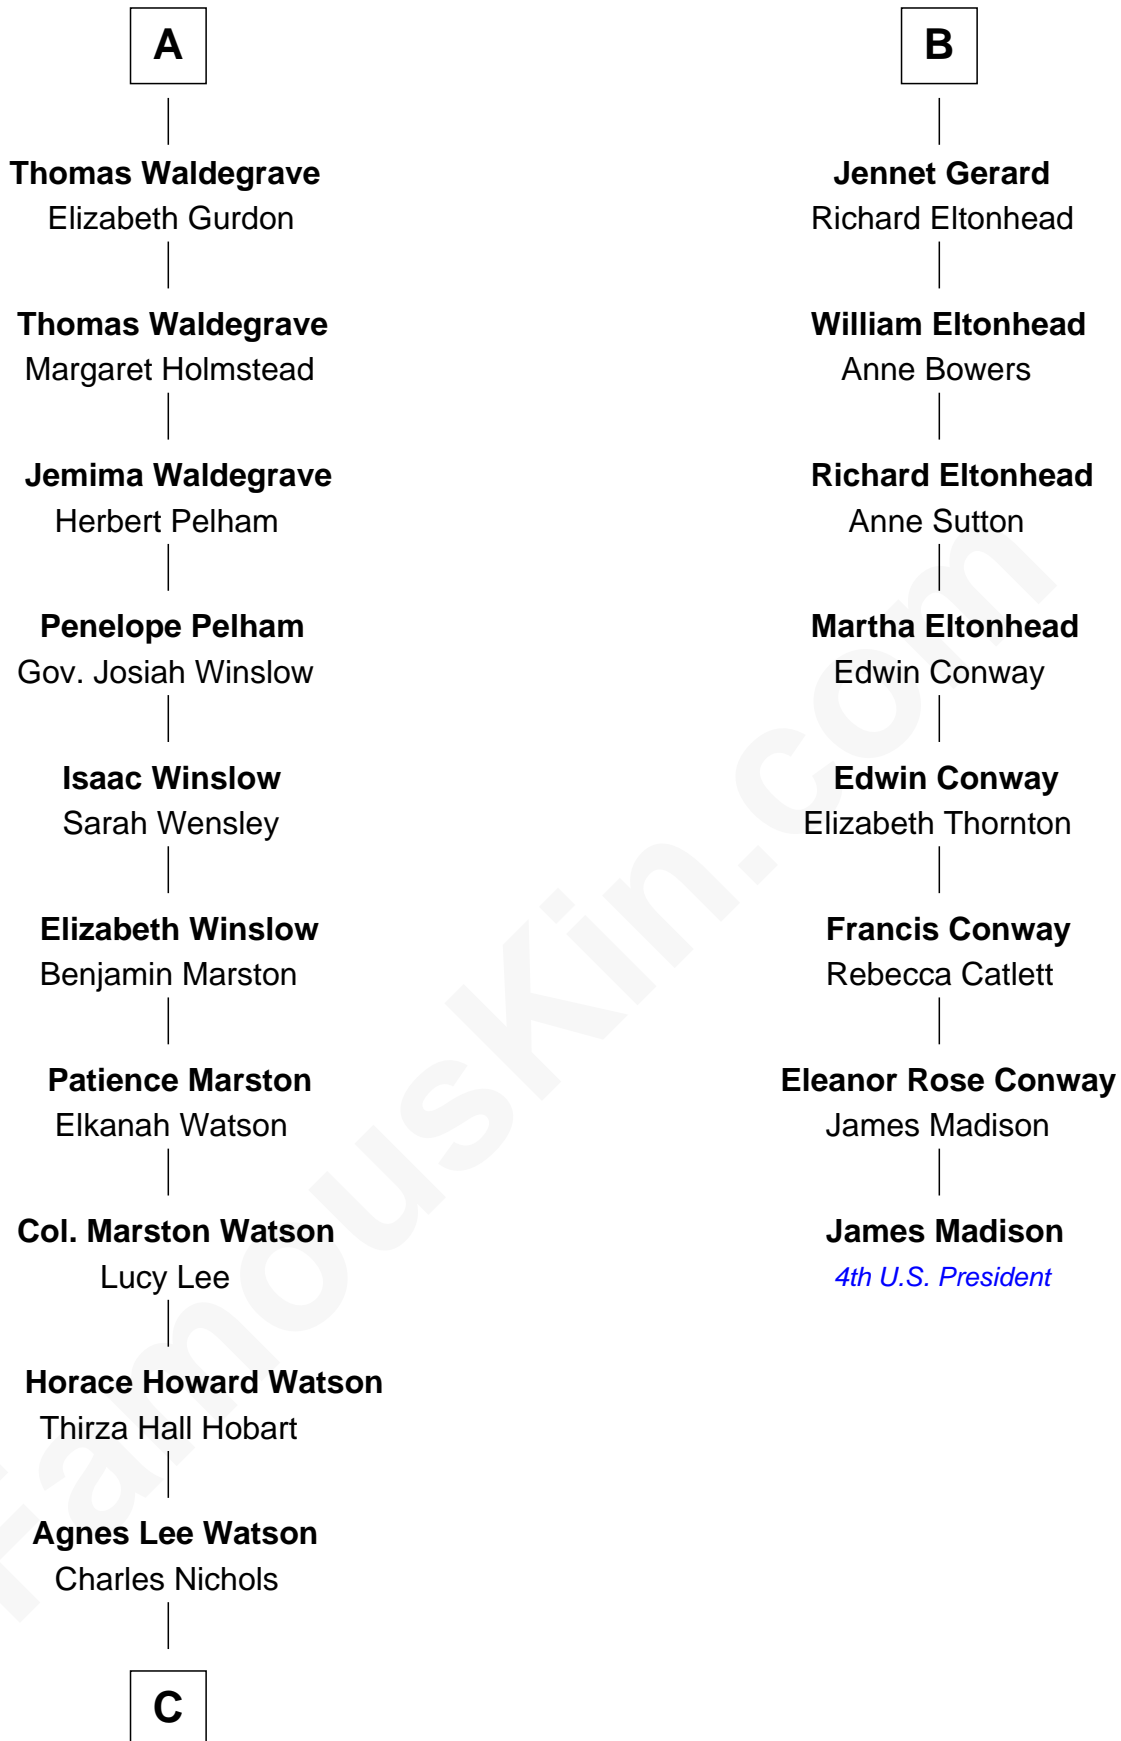 A
Thomas Waldegrave
Elizabeth Gurdon
Thomas Waldegrave
Margaret Holmstead
Jemima Waldegrave
Herbert Pelham
Penelope Pelham
Gov. Josiah Winslow
Isaac Winslow
Sarah Wensley
Elizabeth Winslow
Benjamin Marston
Patience Marston
Elkanah Watson
Col. Marston Watson
Lucy Lee
Horace Howard Watson
Thirza Hall Hobart
Agnes Lee Watson
Charles Nichols
C
B
Jennet Gerard
Richard Eltonhead
William Eltonhead
Anne Bowers
Richard Eltonhead
Anne Sutton
Martha Eltonhead
Edwin Conway
Edwin Conway
Elizabeth Thornton
Francis Conway
Rebecca Catlett
Eleanor Rose Conway
James Madison
James Madison
4th U.S. President
FamousKin.com